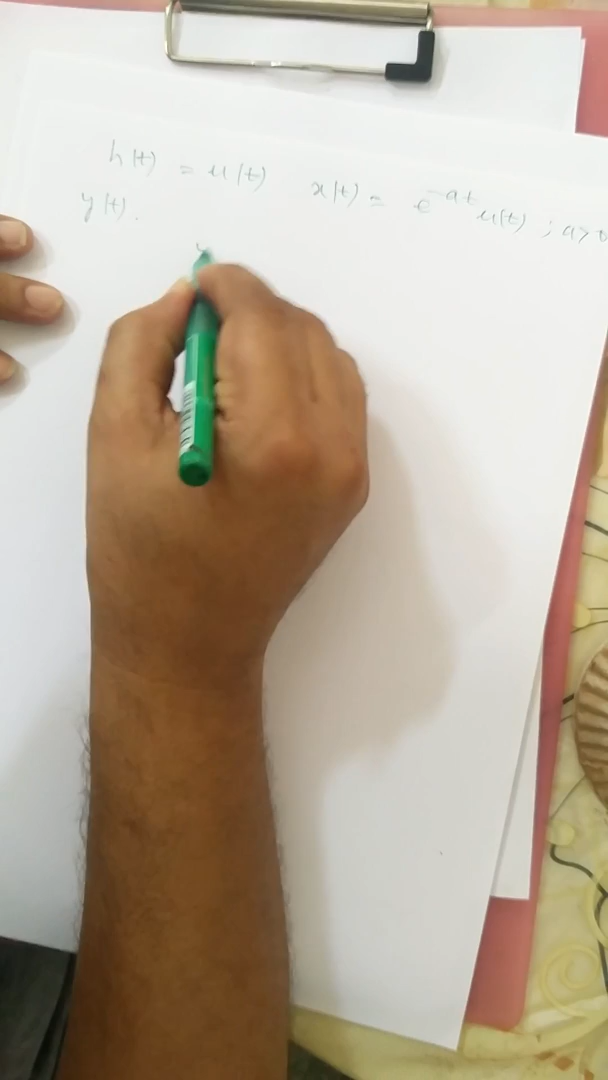 h(t) = u(t) x(t) = e^-at u(t) ; a>0
y(t).